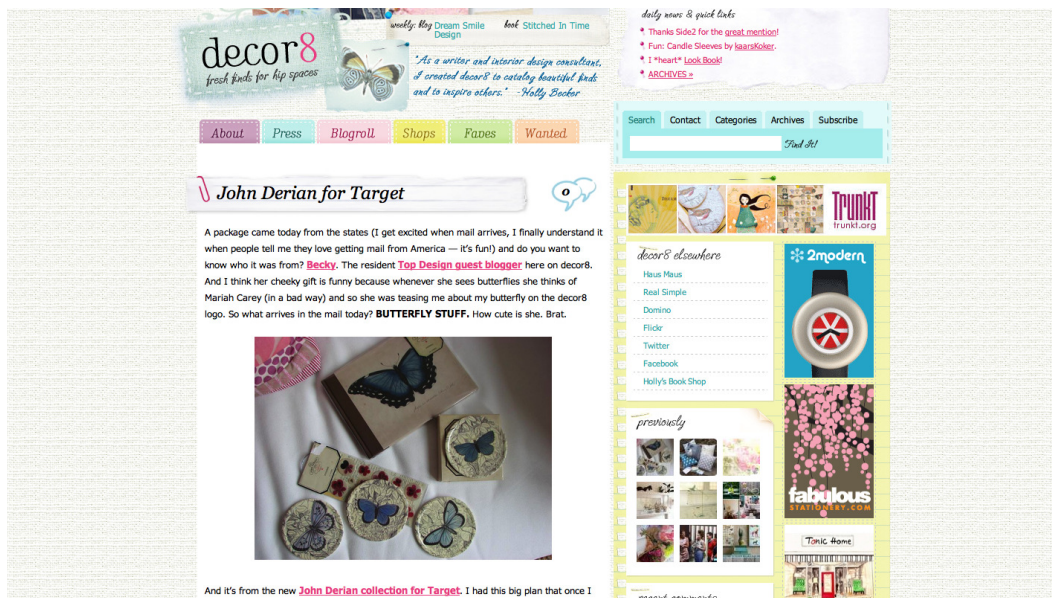 weekly: blog Dream Smile
Design
book Stitched In Time
decor8
fresh finds for hip spaces
"As a writer and interior design consultant,
I created decor8 to catalog beautiful finds
and to inspire others." -Holly Becker
daily news & quick links
Thanks Side2 for the great mention!
Fun: Candle Sleeves by kaarsKoker.
I *heart* Look Book!
ARCHIVES »
About
Press
Blogroll
Shops
Faves
Wanted
Search
Contact
Categories
Archives
Subscribe
Find It!
John Derian for Target
0
A package came today from the states (I get excited when mail arrives, I finally understand it
when people tell me they love getting mail from America — it's fun!) and do you want to
know who it was from? Becky. The resident Top Design guest blogger here on decor8.
And I think her cheeky gift is funny because whenever she sees butterflies she thinks of
Mariah Carey (in a bad way) and so she was teasing me about my butterfly on the decor8
logo. So what arrives in the mail today? BUTTERFLY STUFF. How cute is she. Brat.
And it's from the new John Derian collection for Target. I had this big plan that once I
TRUNKT
trunkt.org
decor8 elsewhere
Haus Maus
Real Simple
Domino
Flickr
Twitter
Facebook
Holly's Book Shop
previously
recent comments
2modern
fabulous
STATIONERY.COM
Tonic Home